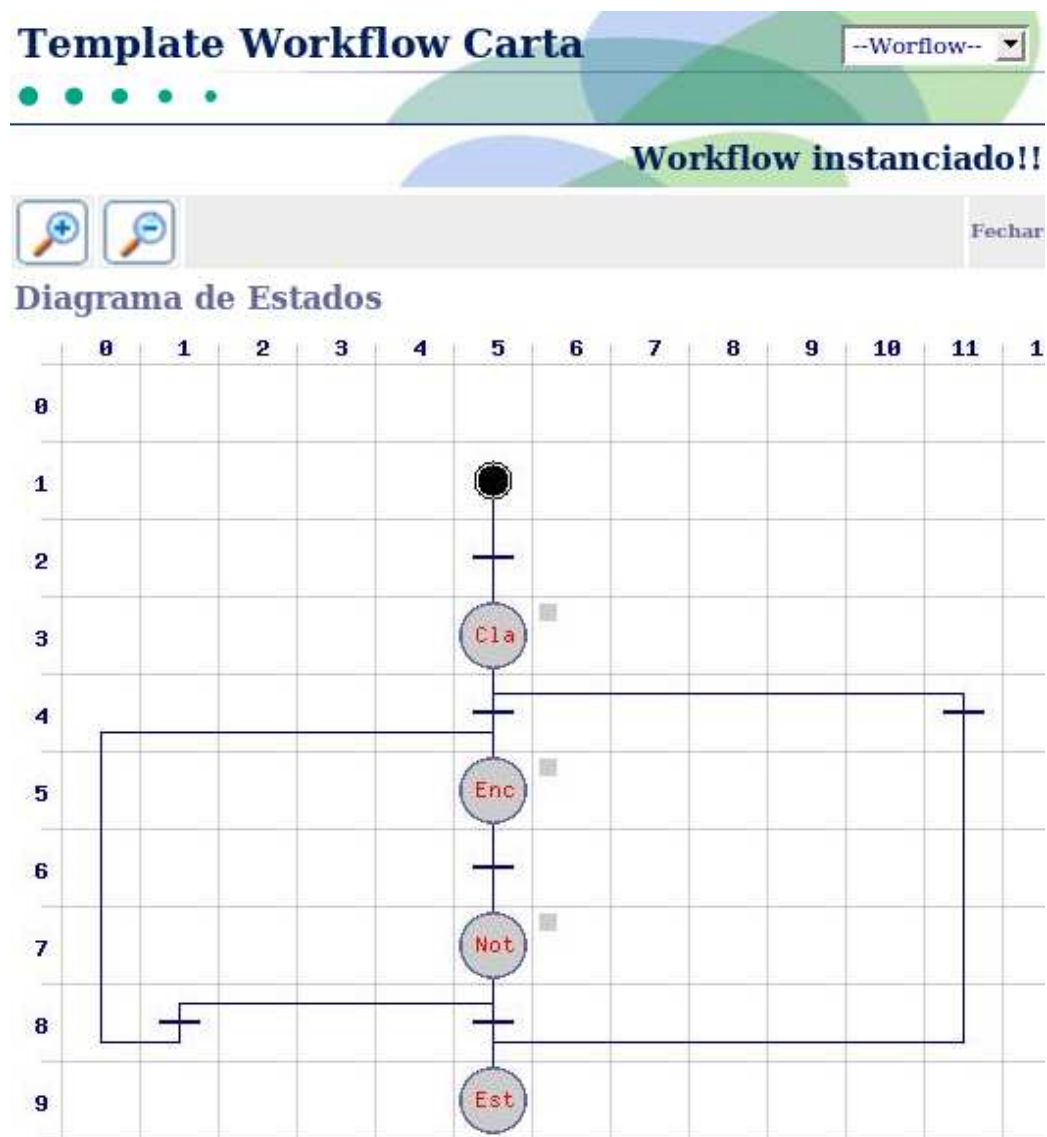 Template Workflow Carta
--Worflow--
Workflow instanciado!!
Fechar
Diagrama de Estados
0 1 2 3 4 5 6 7 8 9 10 11 1
0
1
2
3 Cla
4
5 Enc
6
7 Not
8
9 Est